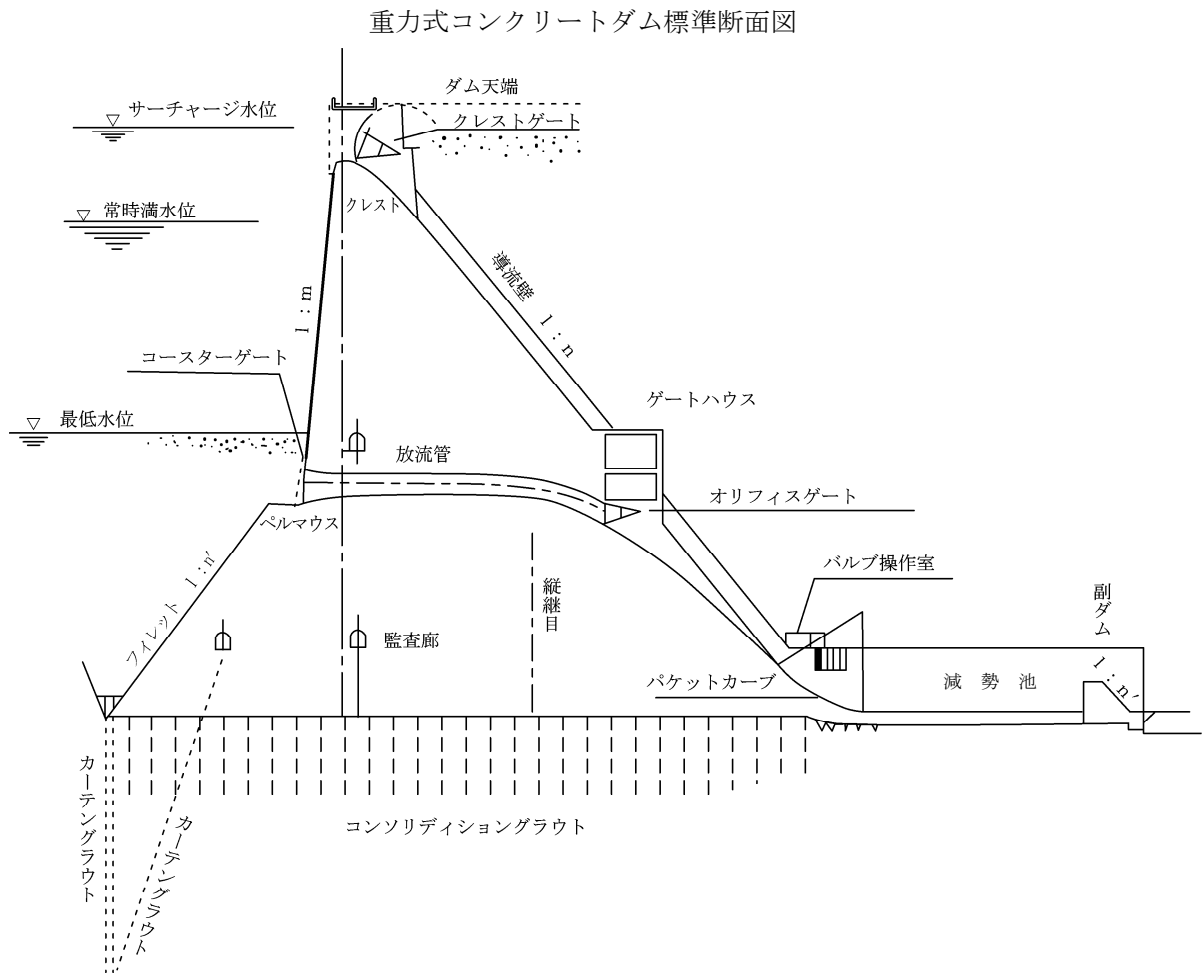 重力式コンクリートダム標準断面図
ダム天端
サーチャージ水位
クレストゲート
常時満水位
クレスト
導流壁 1:n
1:m
コースターゲート
ゲートハウス
最低水位
放流管
オリフィスゲート
ペルマウス
フィレット 1:n'
縦継目
バルブ操作室
副ダム
1:n'
監査廊
パケットカーブ
減勢池
カーテングラウト
カーテングラウト
コンソリディショングラウト